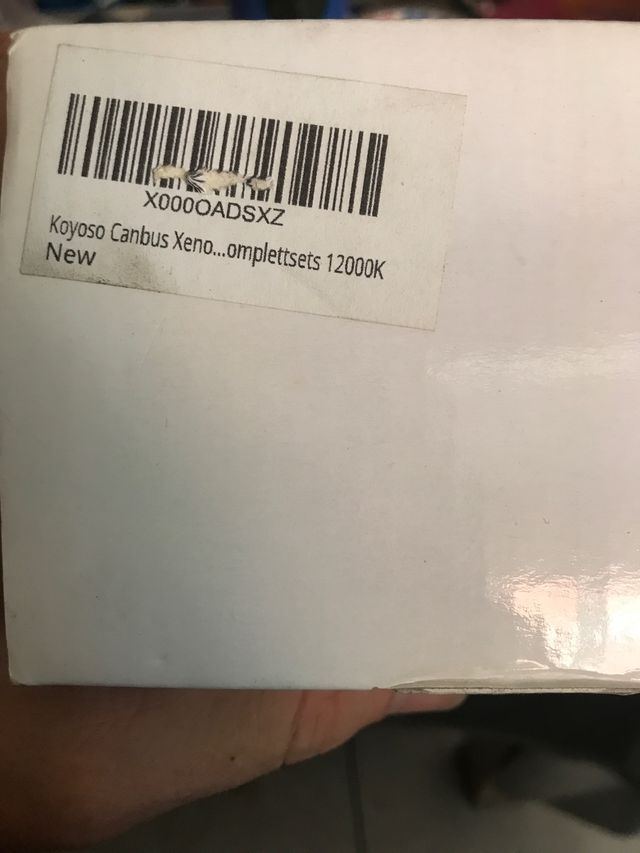 X000OADSXZ
Koyoso Canbus Xeno...omplettsets 12000K
New